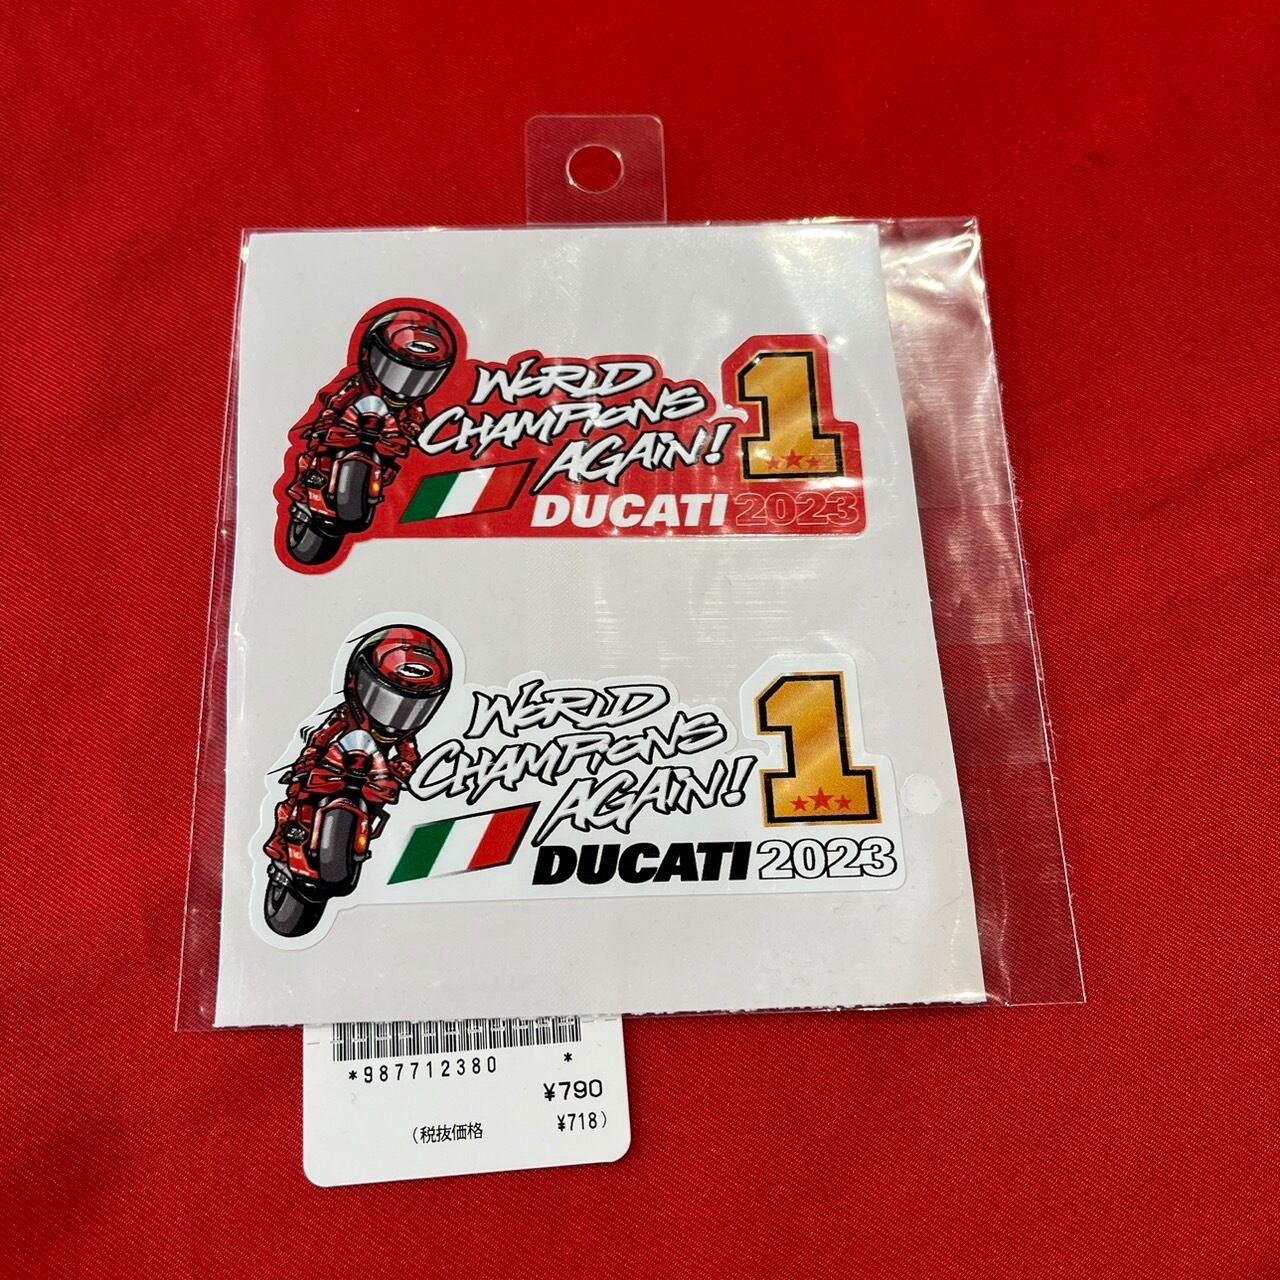 WORLD
CHAMPIONS
AGAiN!
1
DUCATI 2023
WORLD
CHAMPIONS
AGAiN!
1
DUCATI 2023
*987712380 *
¥790
(税抜価格 ¥718)